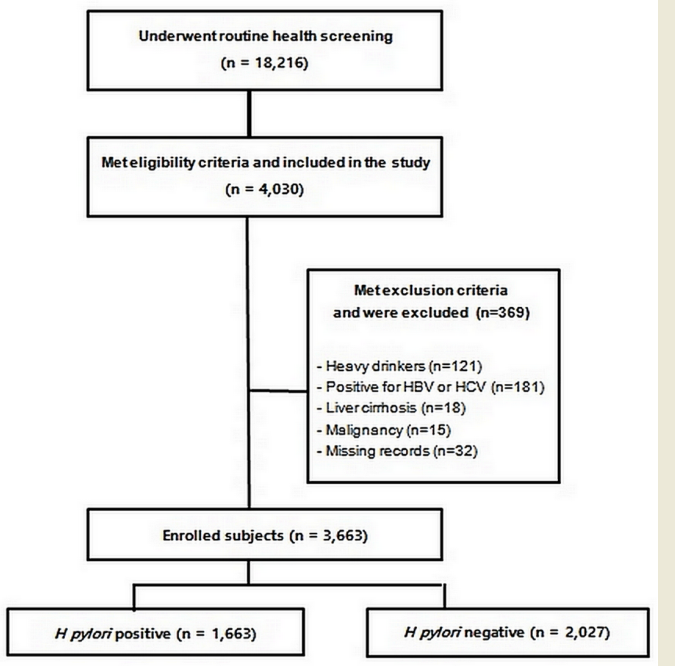 Underwent routine health screening
(n = 18,216)
Met eligibility criteria and included in the study
(n = 4,030)
Met exclusion criteria
and were excluded (n=369)
- Heavy drinkers (n=121)
- Positive for HBV or HCV (n=181)
- Liver cirrhosis (n=18)
- Malignancy (n=15)
- Missing records (n=32)
Enrolled subjects (n = 3,663)
H pylori positive (n = 1,663)
H pylori negative (n = 2,027)